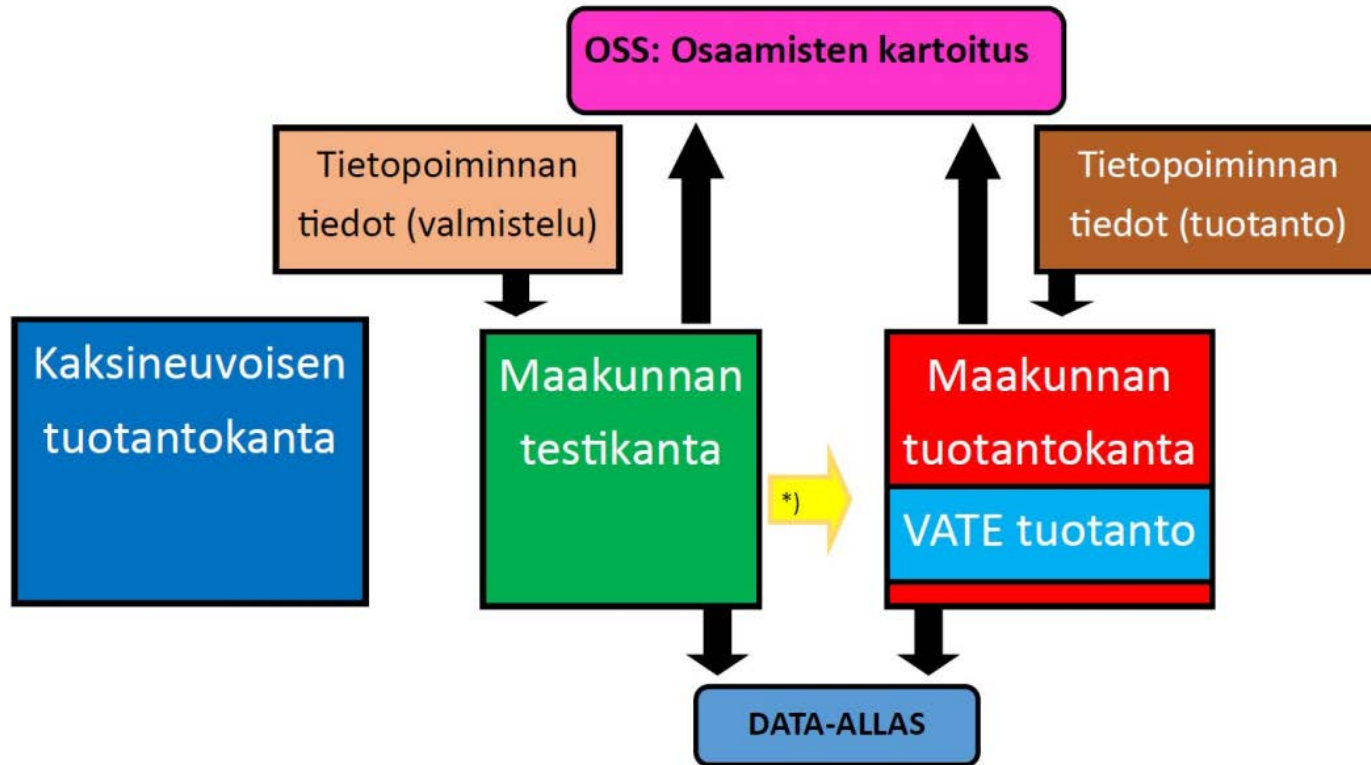 OSS: Osaamisten kartoitus
Tietopoiminnan
tiedot (valmistelu)
Tietopoiminnan
tiedot (tuotanto)
Kaksineuvoisen
tuotantokanta
Maakunnan
testikanta
*)
Maakunnan
tuotantokanta
VATE tuotanto
DATA-ALLAS